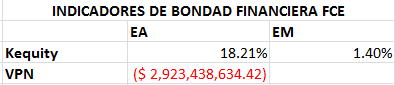 INDICADORES DE BONDAD FINANCIERA FCE
EA EM
Kequity 18.21% 1.40%
VPN ($ 2,923,438,634.42)